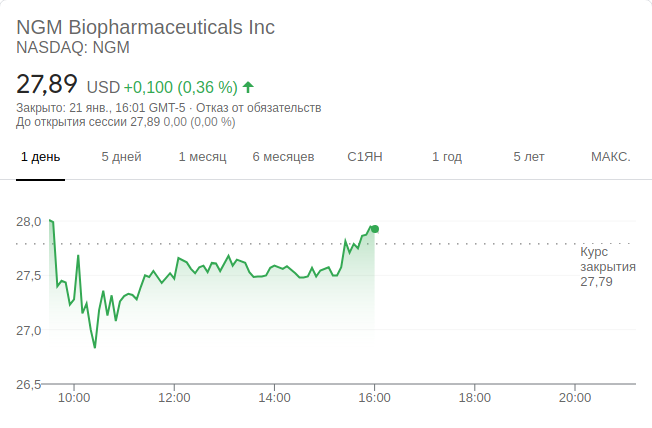 NGM Biopharmaceuticals Inc
NASDAQ: NGM
27,89 USD +0,100 (0,36 %)
Закрыто: 21 янв., 16:01 GMT-5 · Отказ от обязательств
До открытия сессии 27,89 0,00 (0,00 %)
1 день 5 дней 1 месяц 6 месяцев С1ЯН 1 год 5 лет МАКС.
28,0
Курс
закрытия
27,5
27,79
27,0
26,5
10:00 12:00 14:00 16:00 18:00 20:00